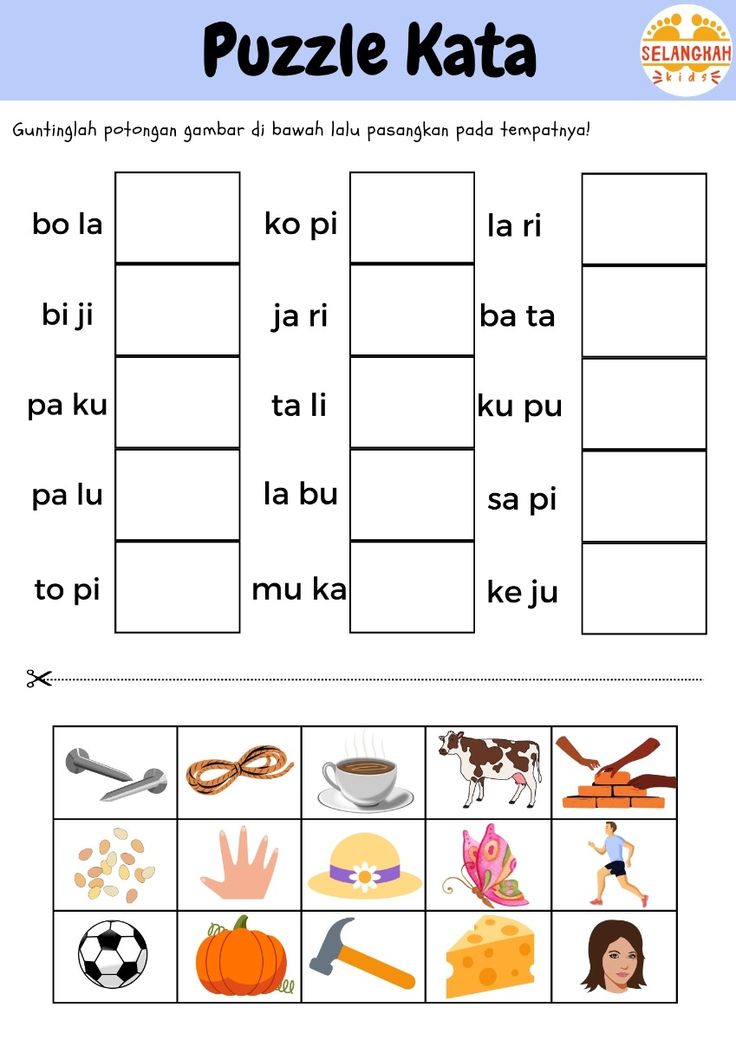 Puzzle Kata
SELANGKAH
kids
Guntinglah potongan gambar di bawah lalu pasangkan pada tempatnya!
bo la
ko pi
la ri
bi ji
ja ri
ba ta
pa ku
ta li
ku pu
pa lu
la bu
sa pi
to pi
mu ka
ke ju